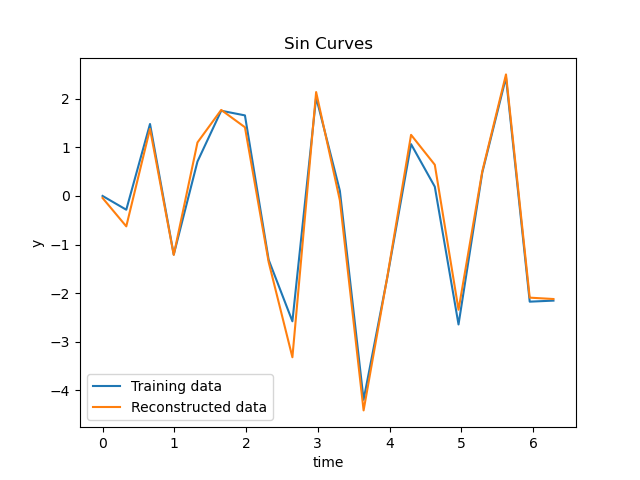 Sin Curves
y
2
1
0
−1
−2
−3
−4
Training data
Reconstructed data
0 1 2 3 4 5 6
time